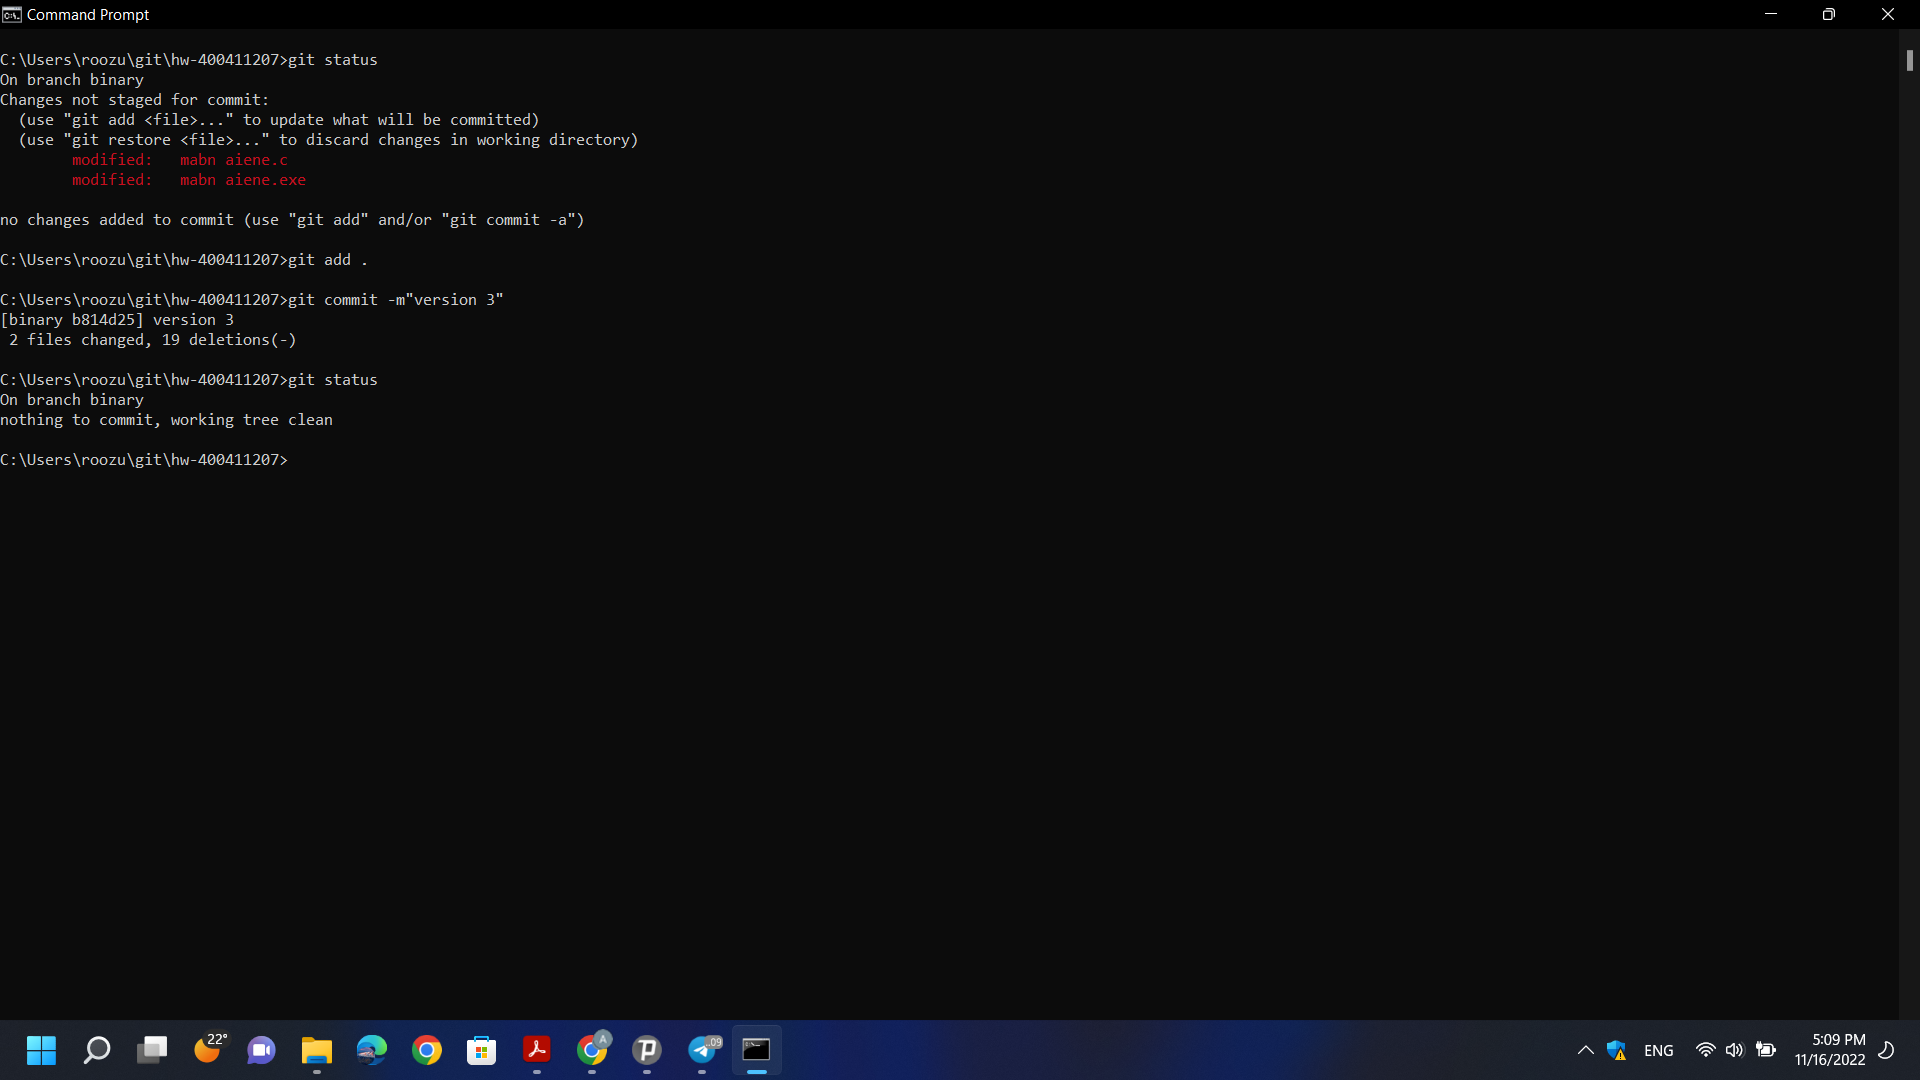 Command Prompt
C:\Users\roozu\git\hw-400411207>git status
On branch binary
Changes not staged for commit:
  (use "git add <file>..." to update what will be committed)
  (use "git restore <file>..." to discard changes in working directory)
        modified:   mabn aiene.c
        modified:   mabn aiene.exe
no changes added to commit (use "git add" and/or "git commit -a")
C:\Users\roozu\git\hw-400411207>git add .
C:\Users\roozu\git\hw-400411207>git commit -m"version 3"
[binary b814d25] version 3
 2 files changed, 19 deletions(-)
C:\Users\roozu\git\hw-400411207>git status
On branch binary
nothing to commit, working tree clean
C:\Users\roozu\git\hw-400411207>
22°
A
..09
ENG
5:09 PM
11/16/2022